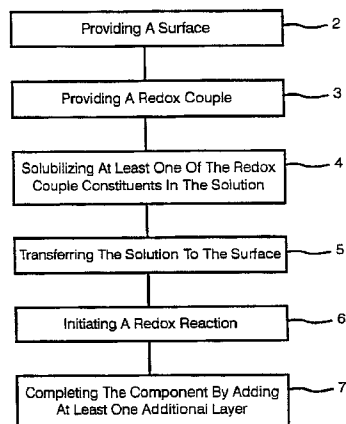 Providing A Surface 2
Providing A Redox Couple 3
Solubilizing At Least One Of The Redox
Couple Constituents In The Solution 4
Transferring The Solution To The Surface 5
Initiating A Redox Reaction 6
Completing The Component By Adding
At Least One Additional Layer 7